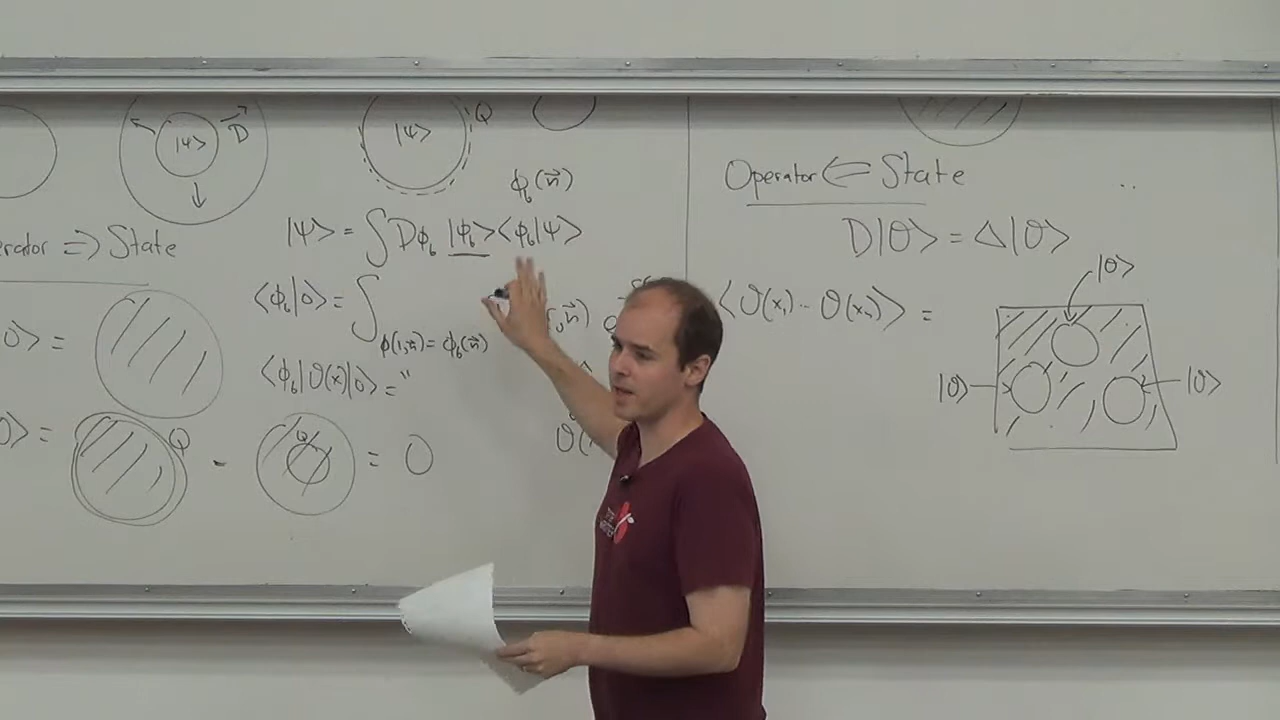 |Ψ> D⃗
|Ψ> Q
ϕ_b(n⃗)
|Ψ> = ∫Dϕ_b |ϕ_b><ϕ_b|Ψ>
erator => State
<ϕ_b|0> = ∫_{ϕ(1,n⃗) = ϕ_b(n⃗)} , n⃗)
0> =
<ϕ_b|O(x)|0> = "
0> = Q - Q = 0
Operator <= State
D|O> = Δ|O>
<O(x₁) ... O(xₙ)> =
|O>
|O> |O>